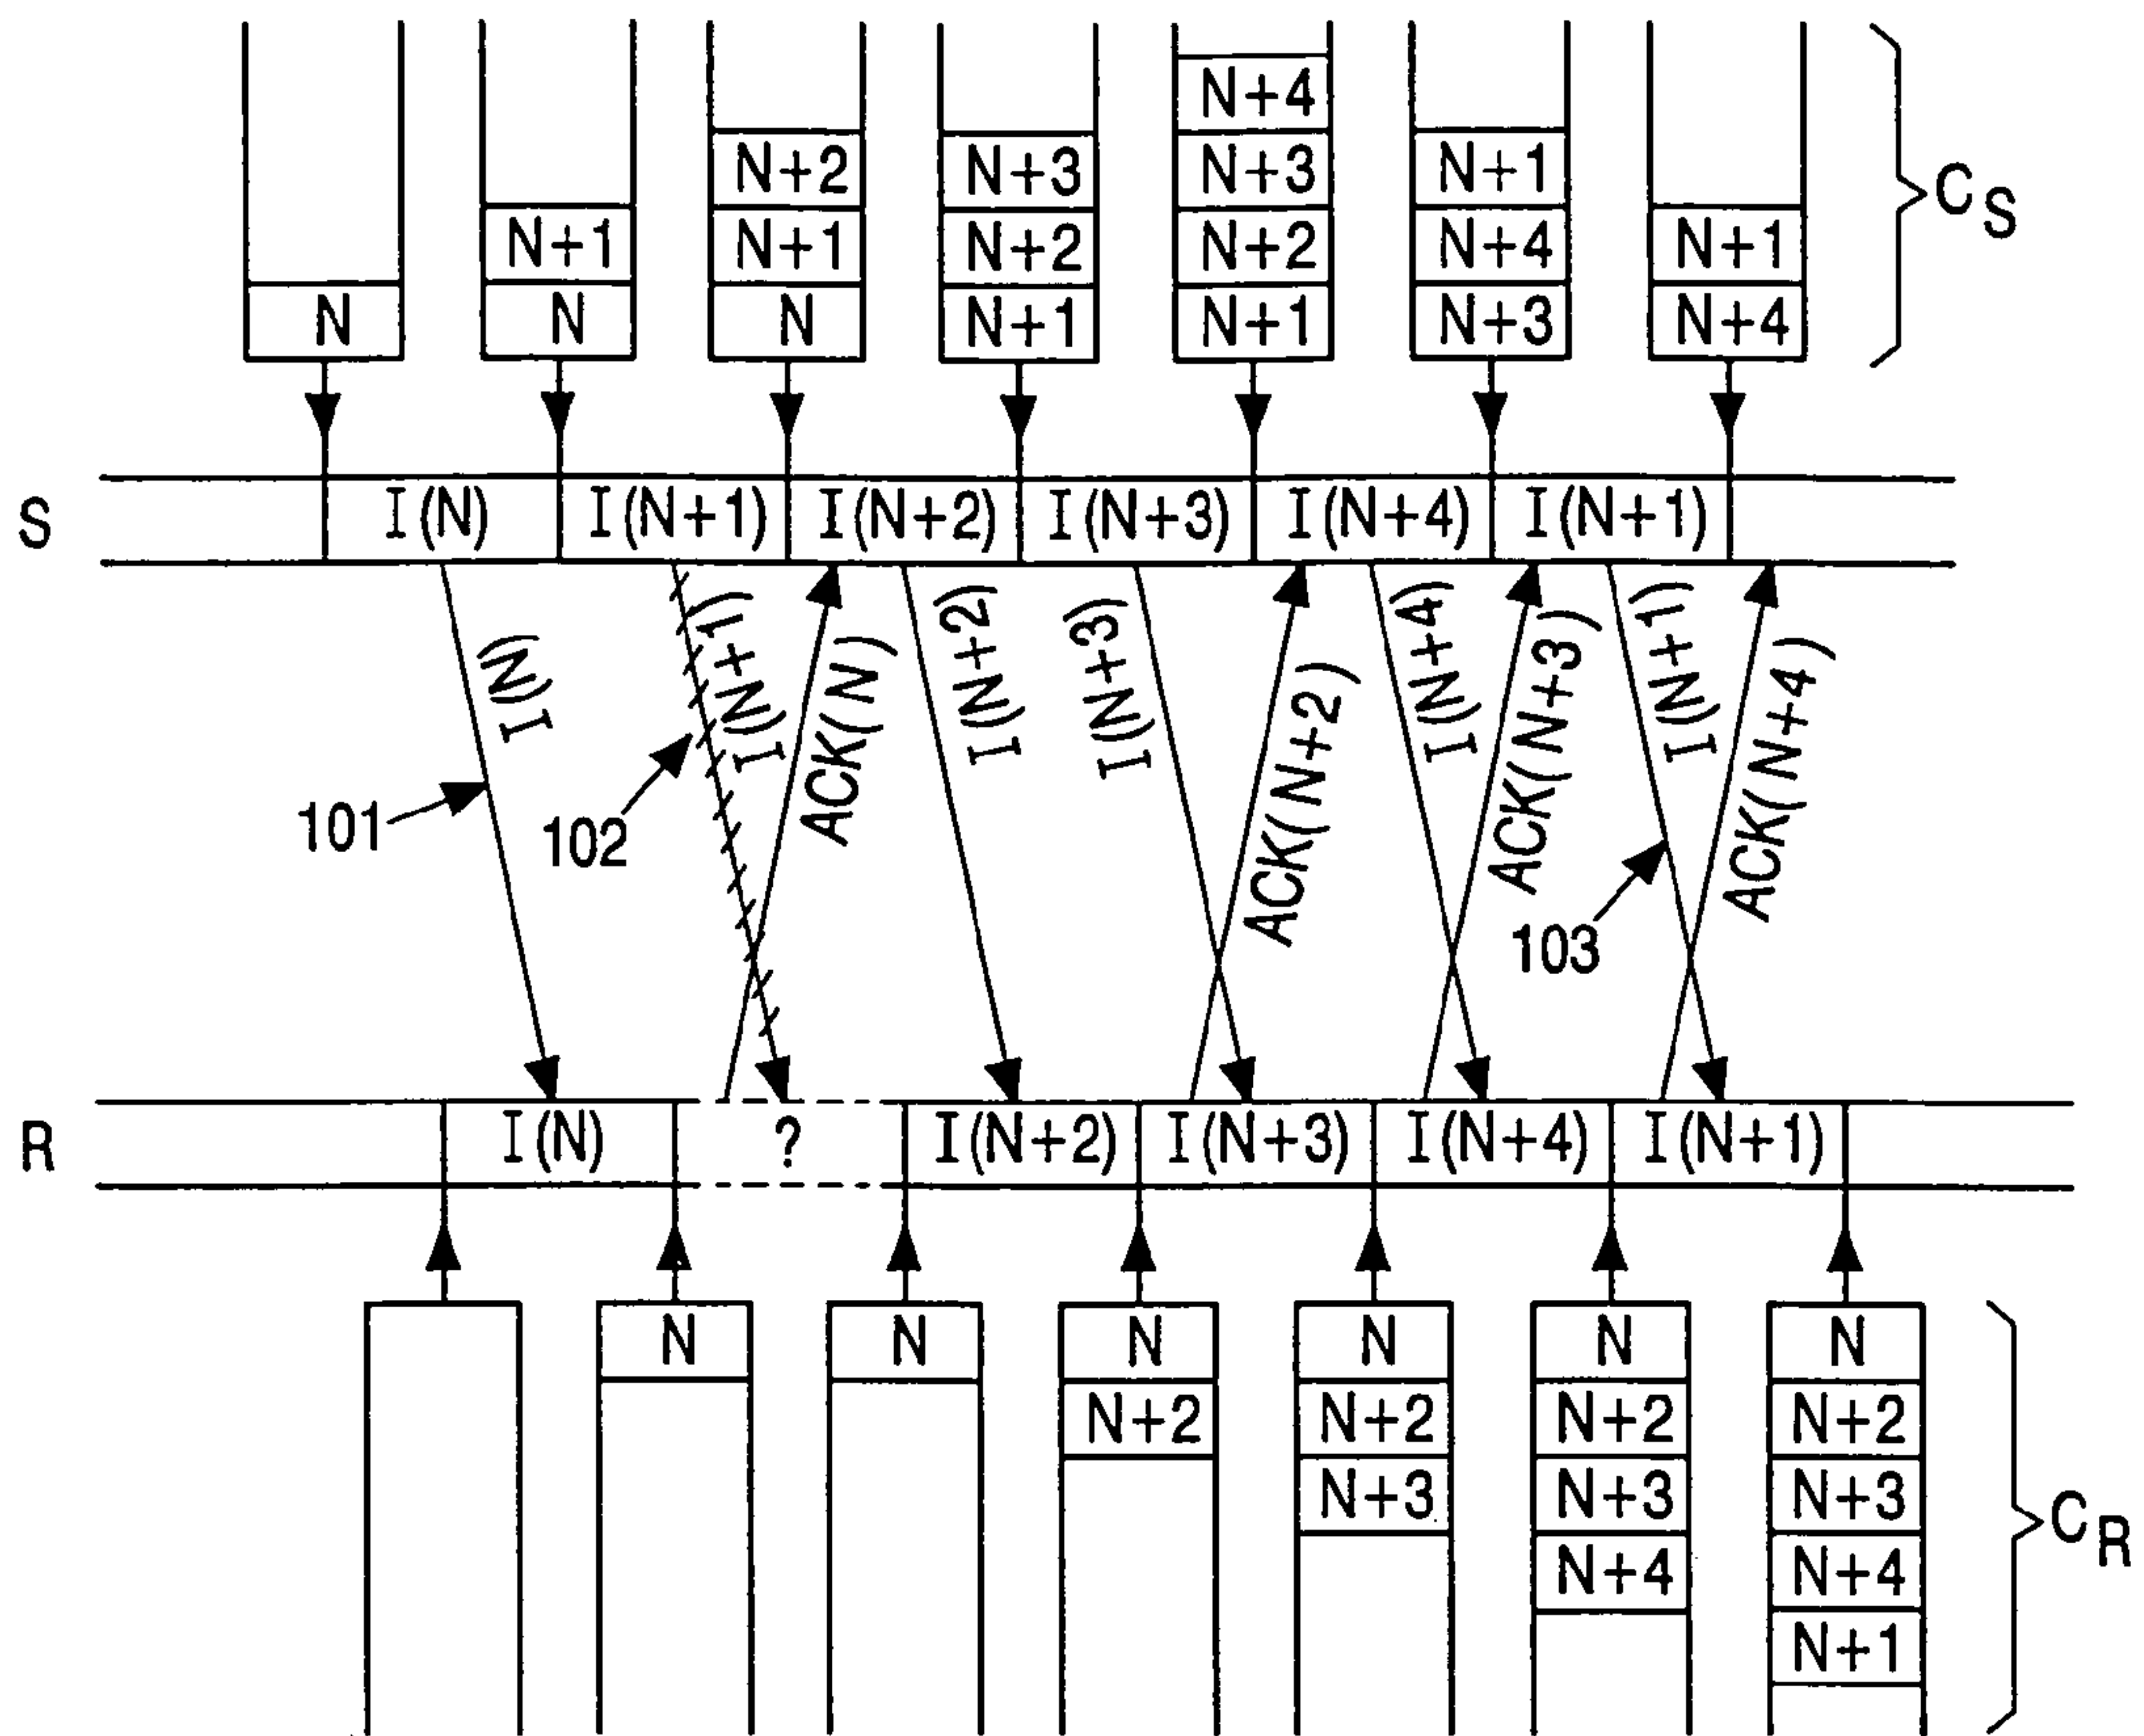 N+4
N+2 N+3 N+3 N+1
N+1 N+1 N+2 N+2 N+4 N+1
N N N N+1 N+1 N+3 N+4
C S
S
I(N) I(N+1) I(N+2) I(N+3) I(N+4) I(N+1)
I(N)
I(N+1)
ACK(N)
I(N+2)
I(N+3)
ACK(N+2)
I(N+4)
ACK(N+3)
I(N+1)
ACK(N+4)
101
102
103
R
I(N) ? I(N+2) I(N+3) I(N+4) I(N+1)
N N N N N N
N+2 N+2 N+2 N+2
N+3 N+3 N+3
N+4 N+4
N+1
C R